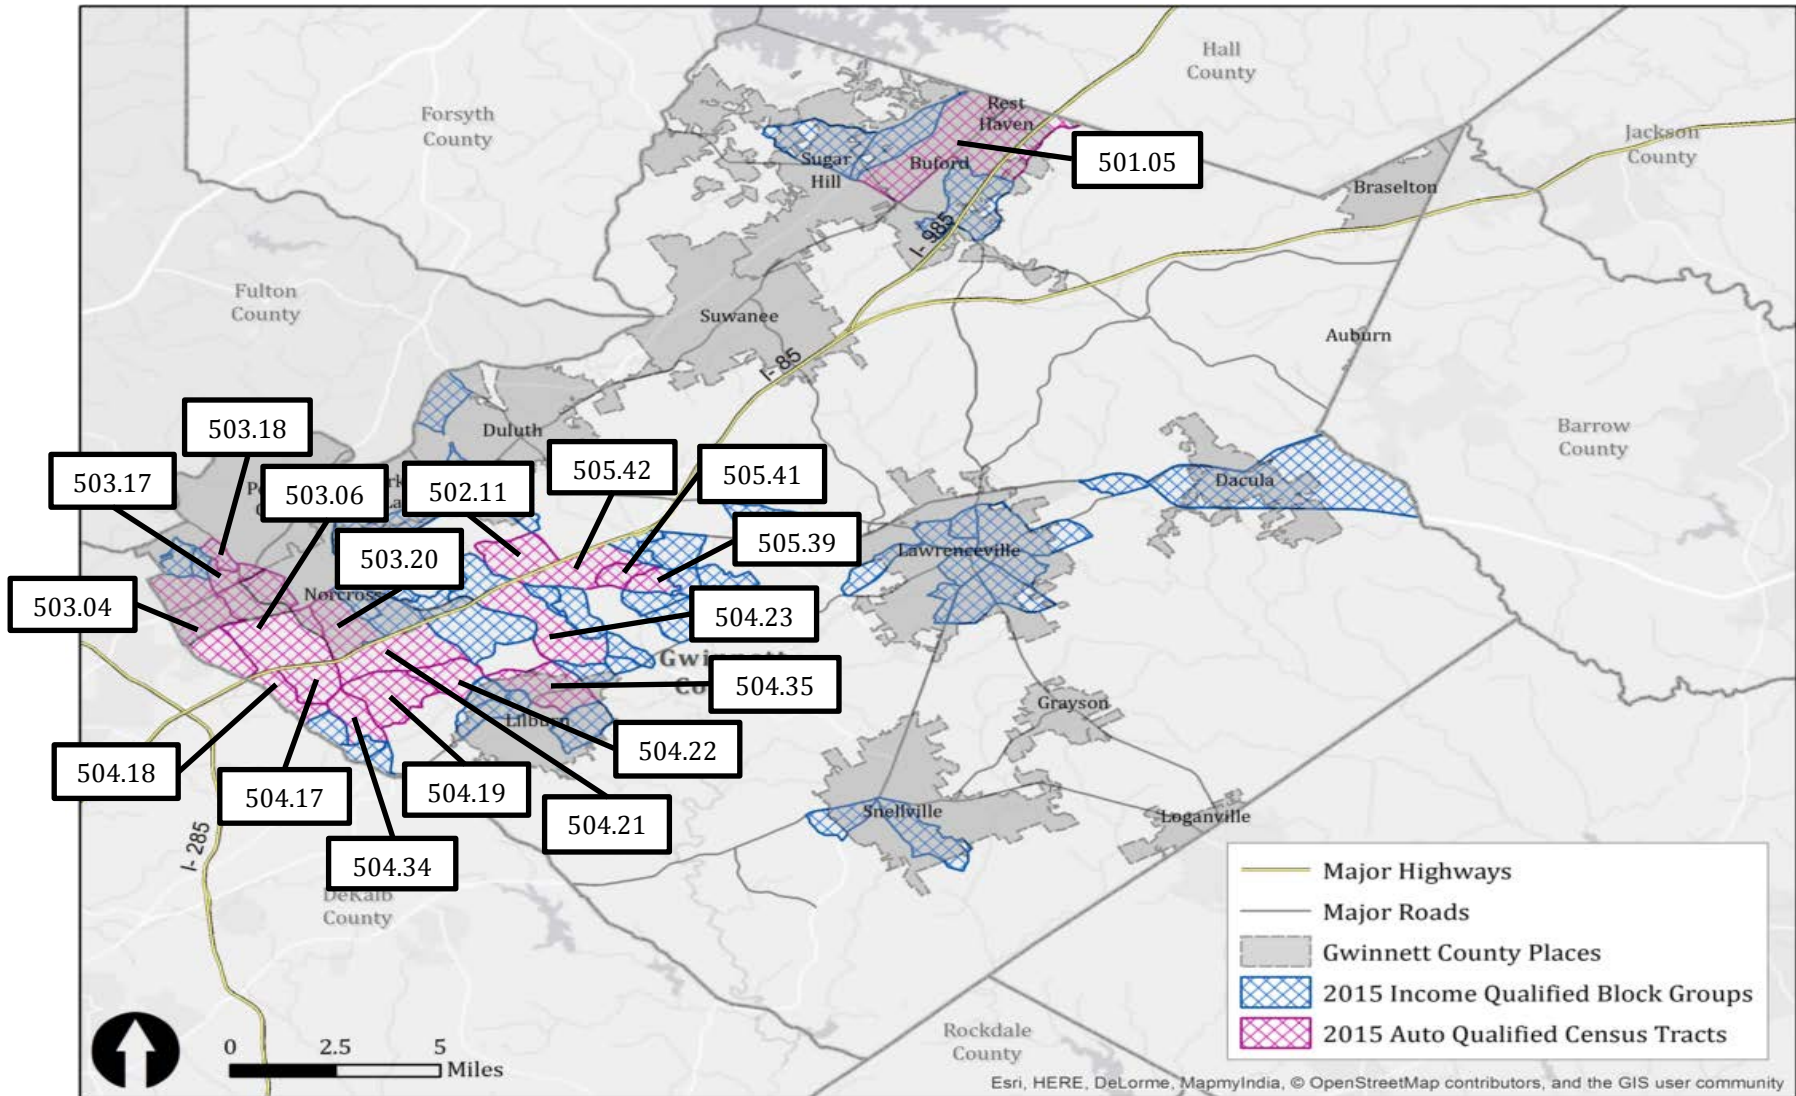 Hall
County
Forsyth
County
Rest
Haven
Jackson
County
501.05
Sugar
Hill
Buford
Braselton
I- 985
Fulton
County
Suwanee
Auburn
I- 85
503.18
Duluth
Barrow
County
503.17
503.06
502.11
505.42
505.41
Dacula
503.20
505.39
Lawrenceville
503.04
Norcross
504.23
504.35
Grayson
Lilburn
504.18
504.17
504.19
504.22
504.21
Snellville
Loganville
I- 285
504.34
DeKalb
County
Major Highways
Major Roads
Gwinnett County Places
2015 Income Qualified Block Groups
2015 Auto Qualified Census Tracts
Rockdale
County
0 2.5 5
Miles
Esri, HERE, DeLorme, MapmyIndia, © OpenStreetMap contributors, and the GIS user community